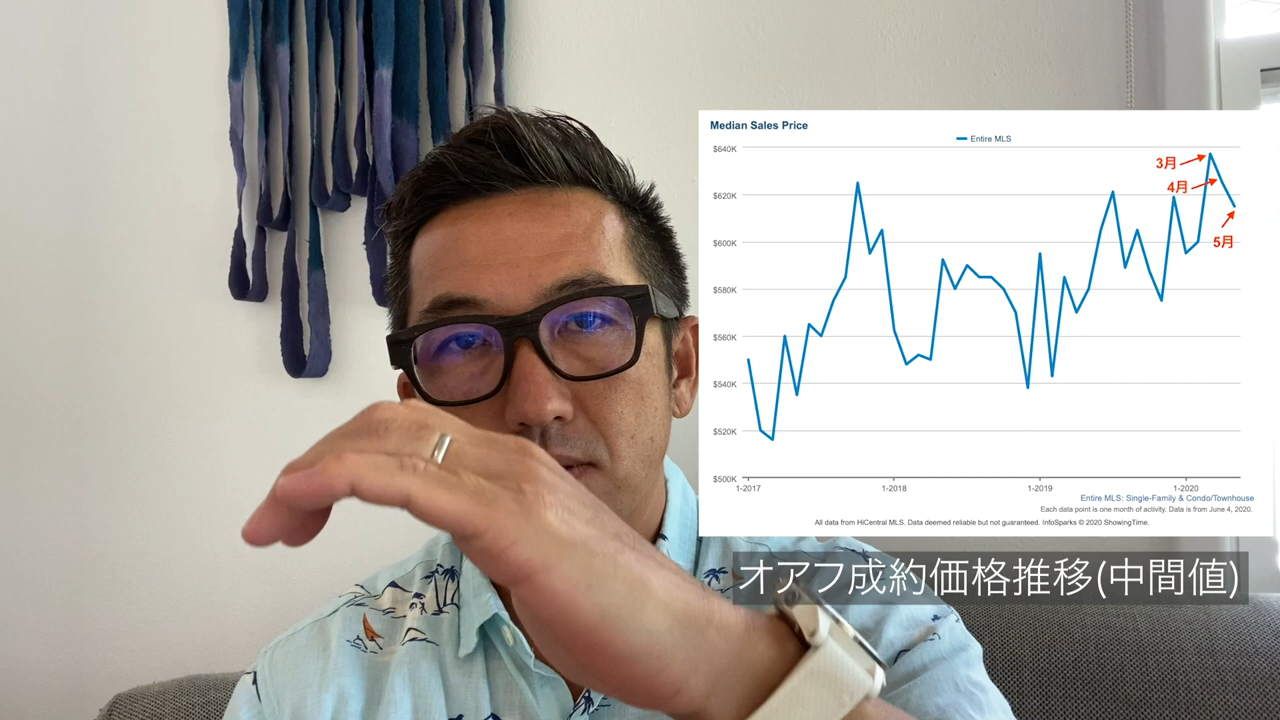 Median Sales Price
Entire MLS
$640K
3月
4月
$620K
5月
$600K
$580K
$560K
$540K
$520K
$500K
1-2017
1-2018
1-2019
1-2020
Entire MLS: Single-Family & Condo/Townhouse
Each data point is one month of activity. Data is from June 4, 2020.
All data from HiCentral MLS. Data deemed reliable but not guaranteed. InfoSparks © 2020 ShowingTime.
オアフ成約価格推移(中間値)